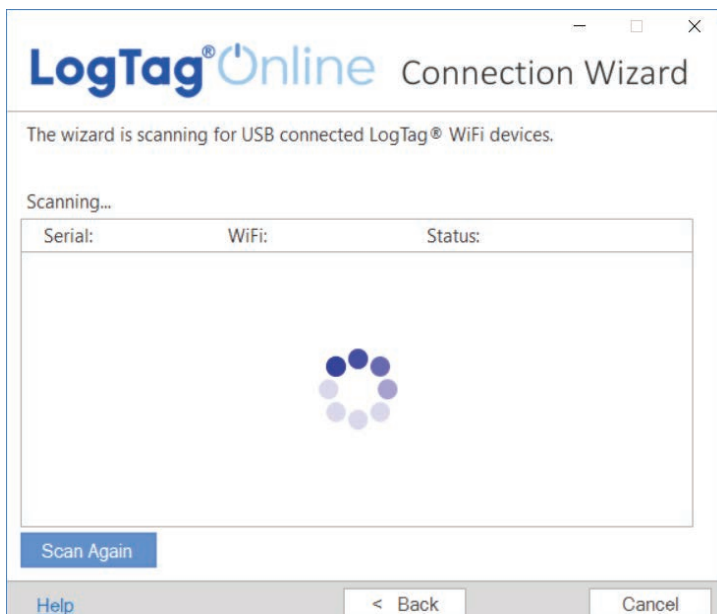 LogTag® Online Connection Wizard
The wizard is scanning for USB connected LogTag® WiFi devices.
Scanning...
Serial: WiFi: Status:
Scan Again
Help < Back Cancel